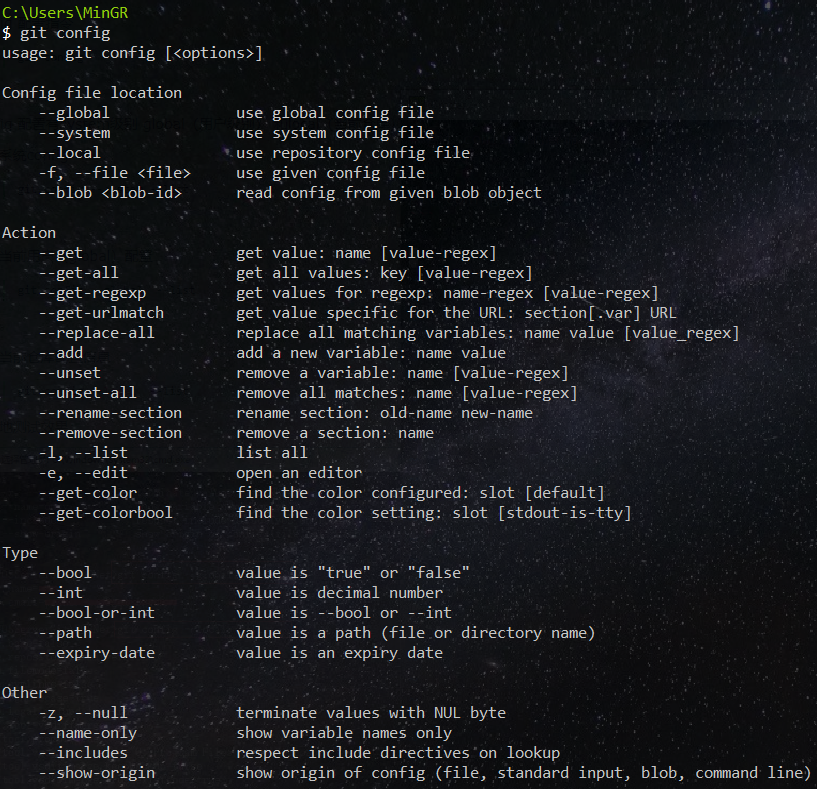 C:\Users\MinGR
$ git config
usage: git config [<options>]

Config file location
    --global              use global config file
    --system              use system config file
    --local               use repository config file
    -f, --file <file>     use given config file
    --blob <blob-id>      read config from given blob object

Action
    --get                 get value: name [value-regex]
    --get-all             get all values: key [value-regex]
    --get-regexp          get values for regexp: name-regex [value-regex]
    --get-urlmatch        get value specific for the URL: section[.var] URL
    --replace-all         replace all matching variables: name value [value_regex]
    --add                 add a new variable: name value
    --unset               remove a variable: name [value-regex]
    --unset-all           remove all matches: name [value-regex]
    --rename-section      rename section: old-name new-name
    --remove-section      remove a section: name
    -l, --list            list all
    -e, --edit            open an editor
    --get-color           find the color configured: slot [default]
    --get-colorbool       find the color setting: slot [stdout-is-tty]

Type
    --bool                value is "true" or "false"
    --int                 value is decimal number
    --bool-or-int         value is --bool or --int
    --path                value is a path (file or directory name)
    --expiry-date         value is an expiry date

Other
    -z, --null            terminate values with NUL byte
    --name-only           show variable names only
    --includes            respect include directives on lookup
    --show-origin         show origin of config (file, standard input, blob, command line)